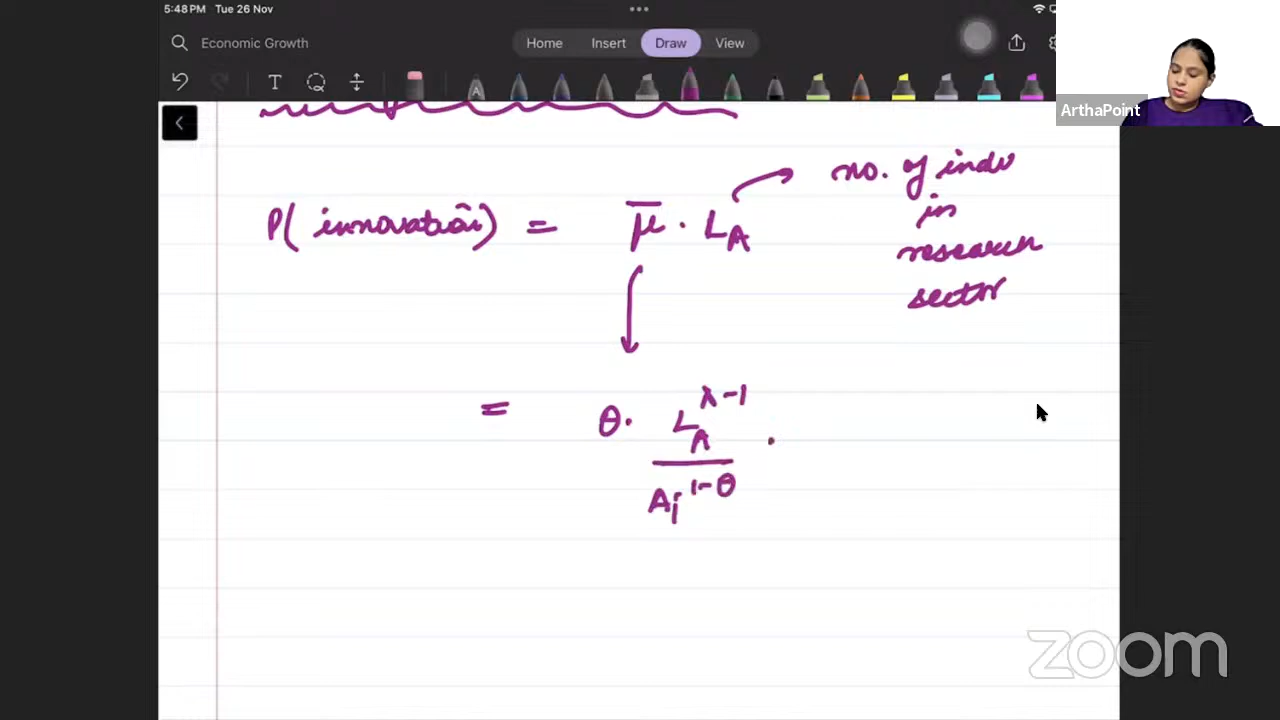 5:48 PM Tue 26 Nov
Economic Growth
Home Insert Draw View
ArthaPoint
P(innovation) = μ̄ · L_A → no. of indv
in
research
sector
= θ · L_A^{λ-1} / A_i^{1-θ} ·
zoom